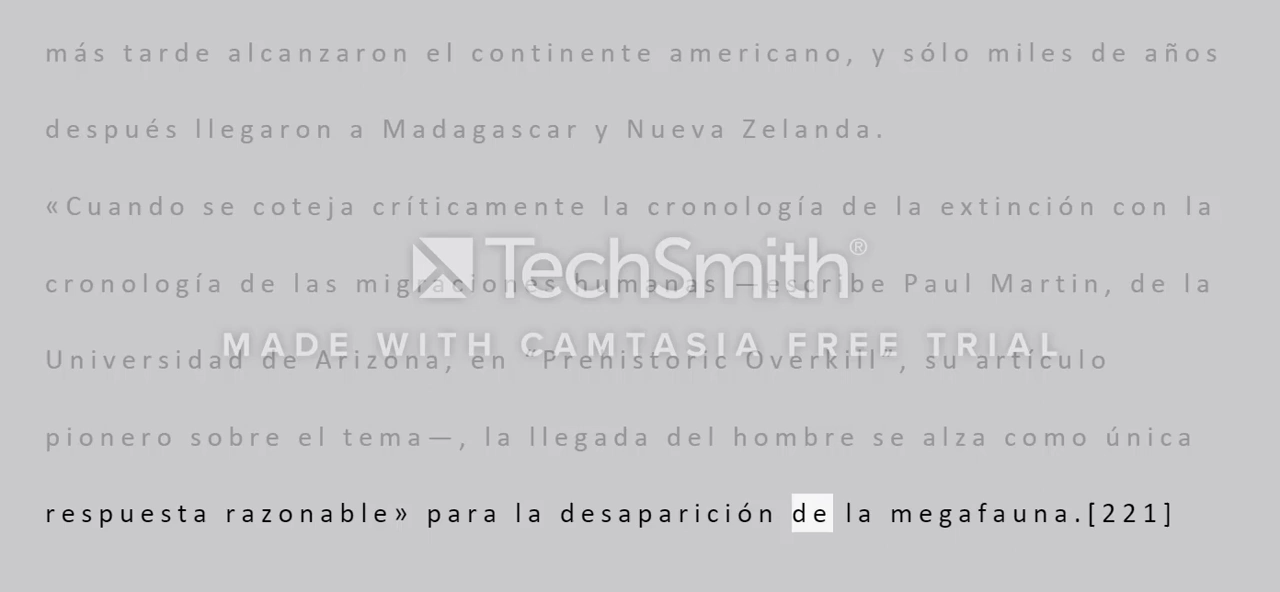 más tarde alcanzaron el continente americano, y sólo miles de años
después llegaron a Madagascar y Nueva Zelanda.
«Cuando se coteja críticamente la cronología de la extinción con la
TechSmith®
cronología de las migraciones humanas —escribe Paul Martin, de la
MADE WITH CAMTASIA FREE TRIAL
Universidad de Arizona, en “Prehistoric Overkill”, su artículo
pionero sobre el tema—, la llegada del hombre se alza como única
respuesta razonable» para la desaparición de la megafauna.[221]